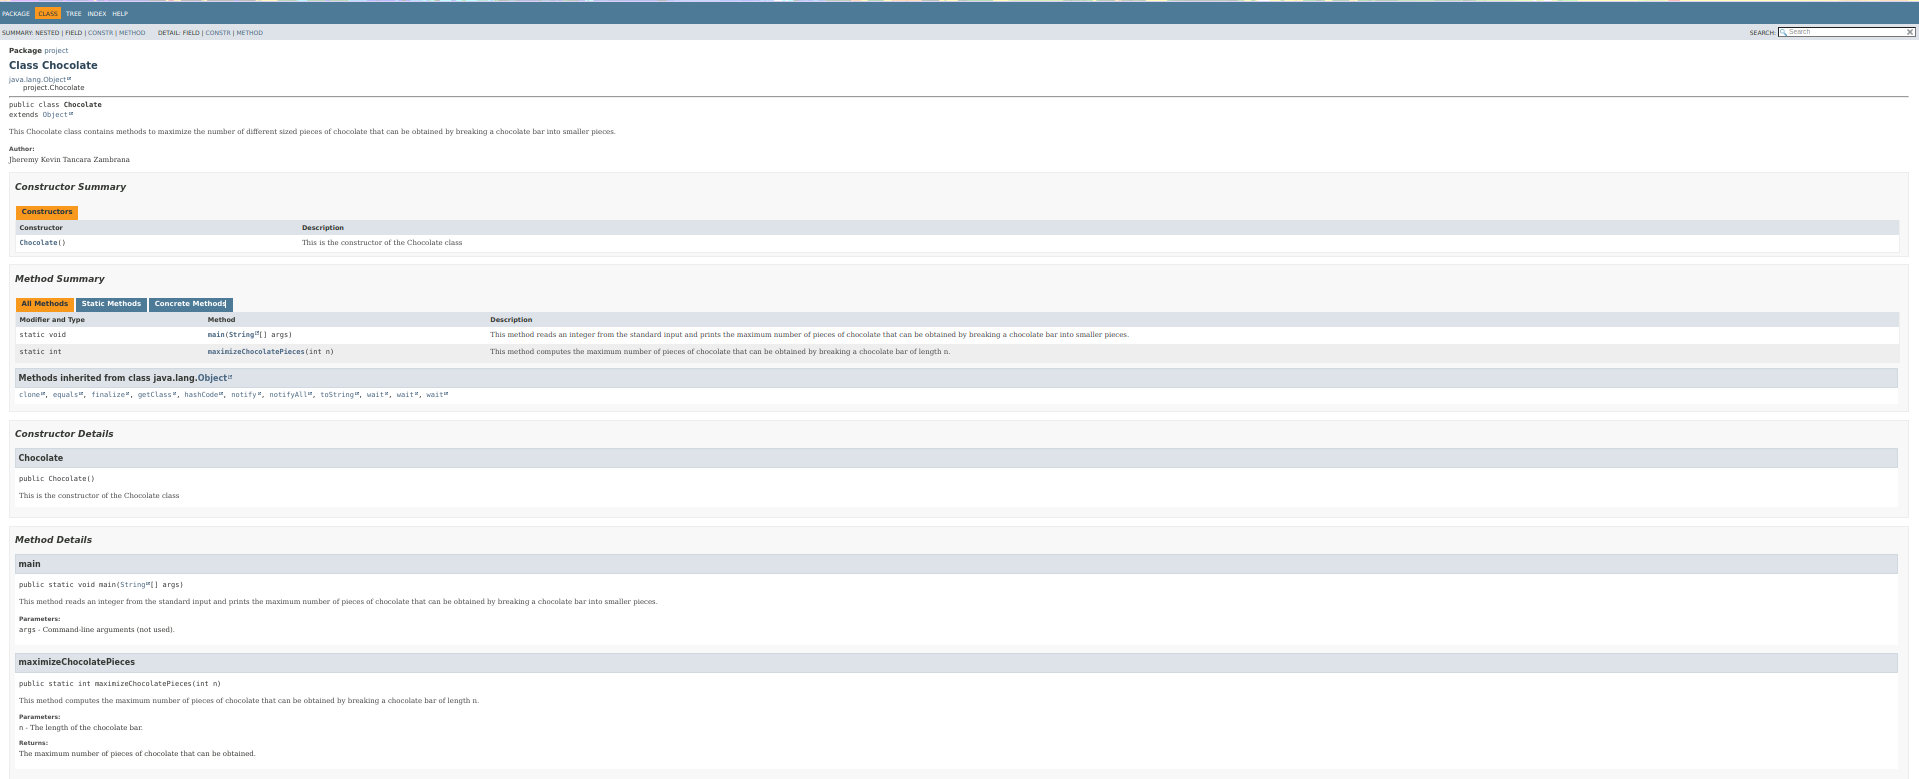 PACKAGE CLASS TREE INDEX HELP
SUMMARY: NESTED | FIELD | CONSTR | METHOD DETAIL: FIELD | CONSTR | METHOD SEARCH: Search
Package project
Class Chocolate
java.lang.Object
project.Chocolate
public class Chocolate
extends Object
This Chocolate class contains methods to maximize the number of different sized pieces of chocolate that can be obtained by breaking a chocolate bar into smaller pieces.
Author:
Jheremy Kevin Tancara Zambrana
Constructor Summary
Constructors
Constructor Description
Chocolate() This is the constructor of the Chocolate class
Method Summary
All Methods Static Methods Concrete Methods
Modifier and Type Method Description
static void main(String[] args) This method reads an integer from the standard input and prints the maximum number of pieces of chocolate that can be obtained by breaking a chocolate bar into smaller pieces.
static int maximizeChocolatePieces(int n) This method computes the maximum number of pieces of chocolate that can be obtained by breaking a chocolate bar of length n.
Methods inherited from class java.lang.Object
clone, equals, finalize, getClass, hashCode, notify, notifyAll, toString, wait, wait, wait
Constructor Details
Chocolate
public Chocolate()
This is the constructor of the Chocolate class
Method Details
main
public static void main(String[] args)
This method reads an integer from the standard input and prints the maximum number of pieces of chocolate that can be obtained by breaking a chocolate bar into smaller pieces.
Parameters:
args - Command-line arguments (not used).
maximizeChocolatePieces
public static int maximizeChocolatePieces(int n)
This method computes the maximum number of pieces of chocolate that can be obtained by breaking a chocolate bar of length n.
Parameters:
n - The length of the chocolate bar.
Returns:
The maximum number of pieces of chocolate that can be obtained.